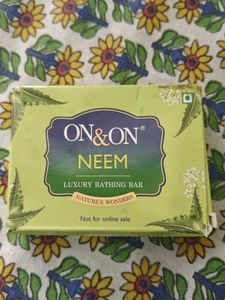 ON&ON®
NEEM
LUXURY BATHING BAR
NATURE'S WONDERS
Not for online sale